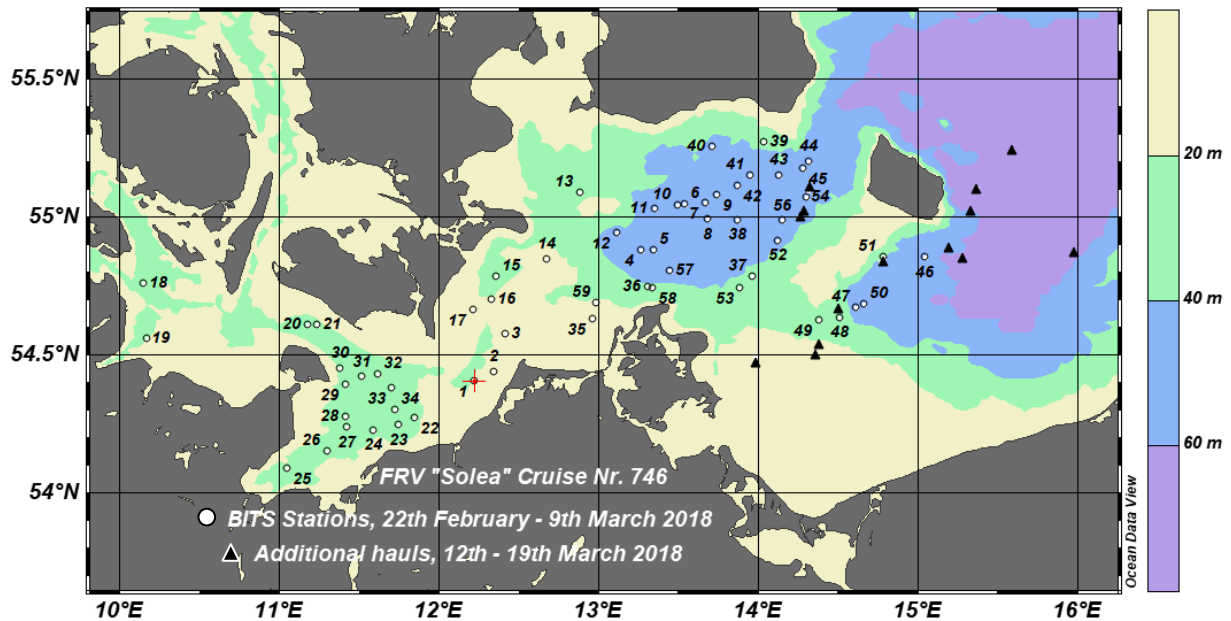 55.5°N
55°N
54.5°N
54°N
10°E 11°E 12°E 13°E 14°E 15°E 16°E
20 m
40 m
60 m
Ocean Data View
40 39 44
41 43
13 10 6 45
11 9 42 56 54
7
12 8 38
14 4 5 52 51
15 57 37 46
18 36
16 59 58 53 47 50
17
20 21 3 35 49 48
19
30 31 32 2
29 33 34 1
28
26 27 24 23 22
25
FRV "Solea" Cruise Nr. 746
BITS Stations, 22th February - 9th March 2018
Additional hauls, 12th - 19th March 2018